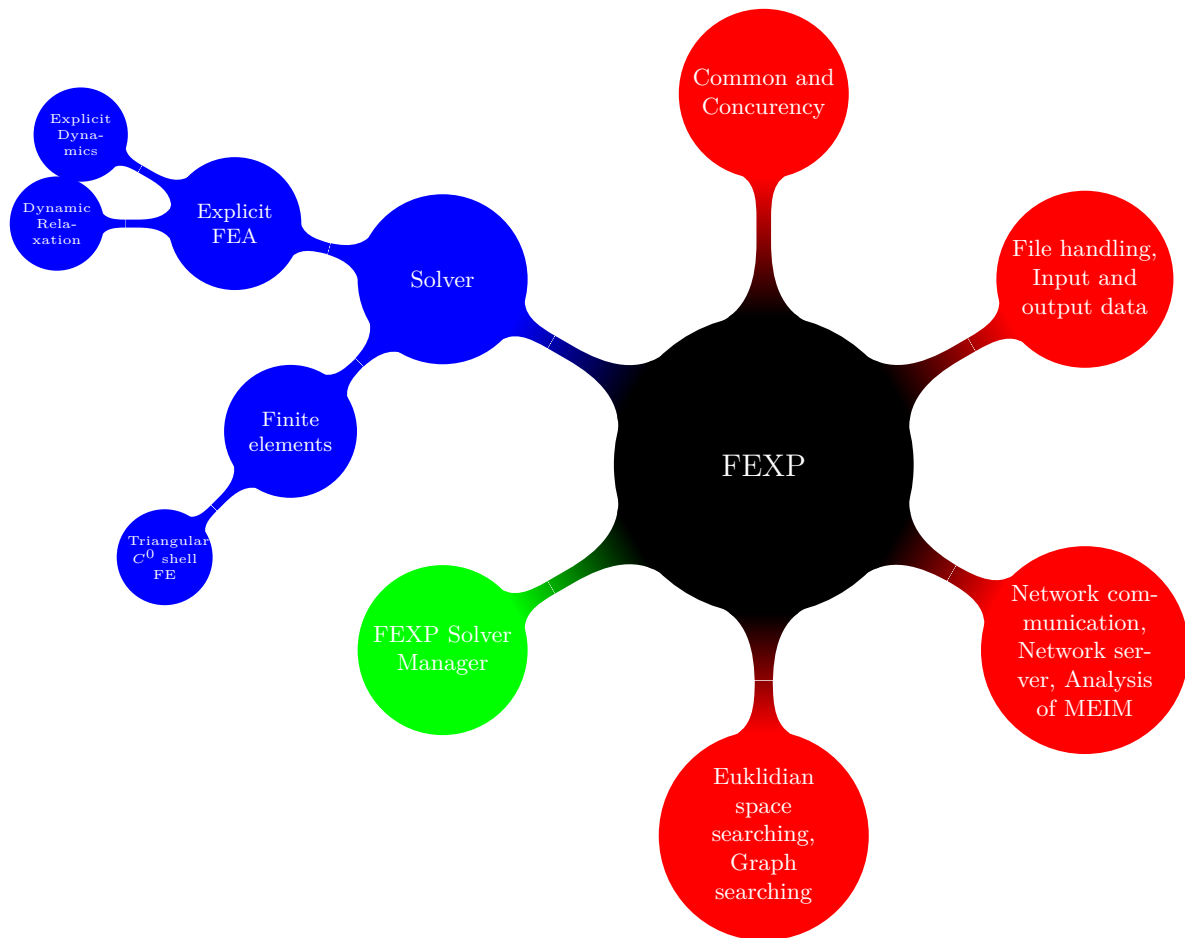 Common and
Concurency
Explicit
Dyna-
mics
Dynamic
Rela-
xation
Explicit
FEA
Solver
File handling,
Input and
output data
Finite
elements
FEXP
Triangular
C⁰ shell
FE
FEXP Solver
Manager
Network com-
munication,
Network ser-
ver, Analysis
of MEIM
Euklidian
space
searching,
Graph
searching